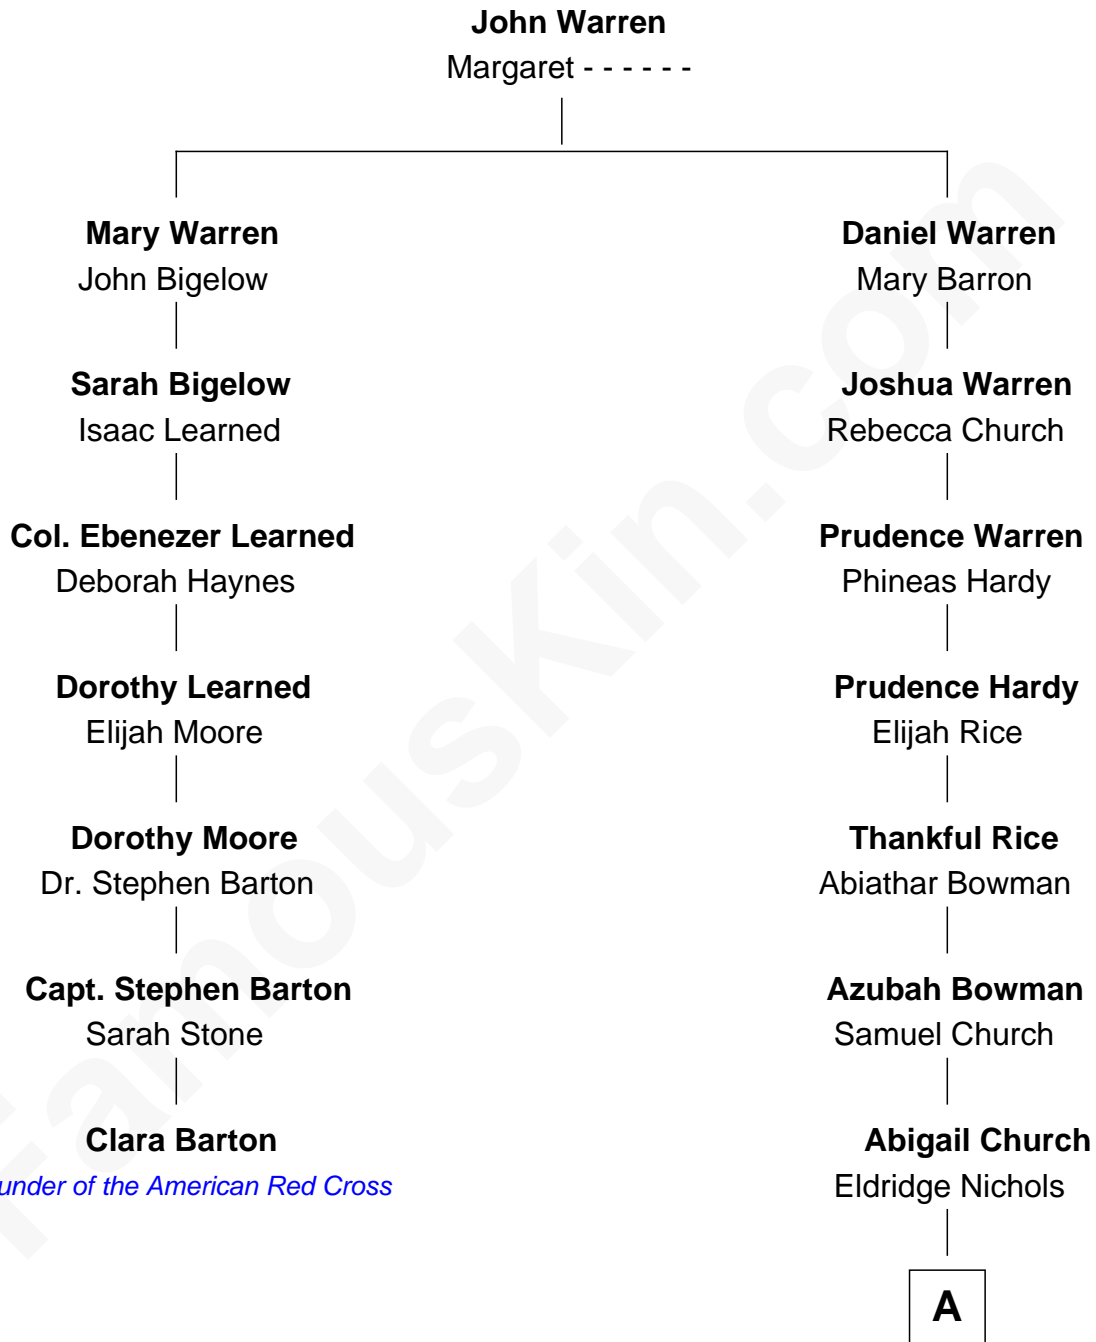 John Warren
Margaret - - - - - -
Mary Warren
John Bigelow
Daniel Warren
Mary Barron
Sarah Bigelow
Isaac Learned
Joshua Warren
Rebecca Church
Col. Ebenezer Learned
Deborah Haynes
Prudence Warren
Phineas Hardy
Dorothy Learned
Elijah Moore
Prudence Hardy
Elijah Rice
Dorothy Moore
Dr. Stephen Barton
Thankful Rice
Abiathar Bowman
Capt. Stephen Barton
Sarah Stone
Azubah Bowman
Samuel Church
Clara Barton
under of the American Red Cross
Abigail Church
Eldridge Nichols
A
FamousKin.com